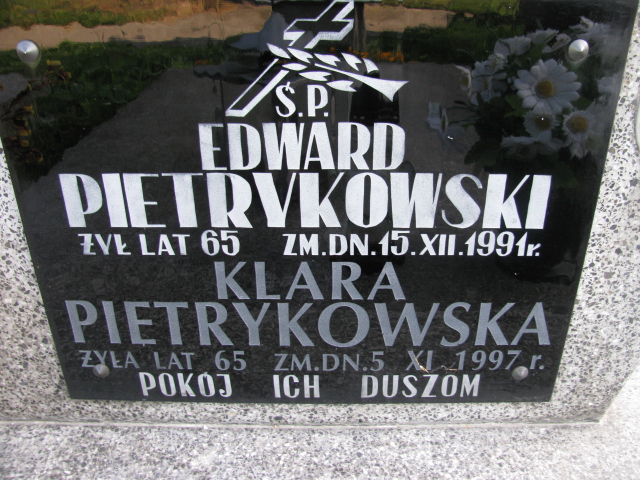 Ś.P.
EDWARD
PIETRYKOWSKI
ŻYŁ LAT 65 ZM.DN.15.XII.1991r.
KLARA
PIETRYKOWSKA
ŻYŁA LAT 65 ZM.DN.5 XI 1997 r.
POKÓJ ICH DUSZOM